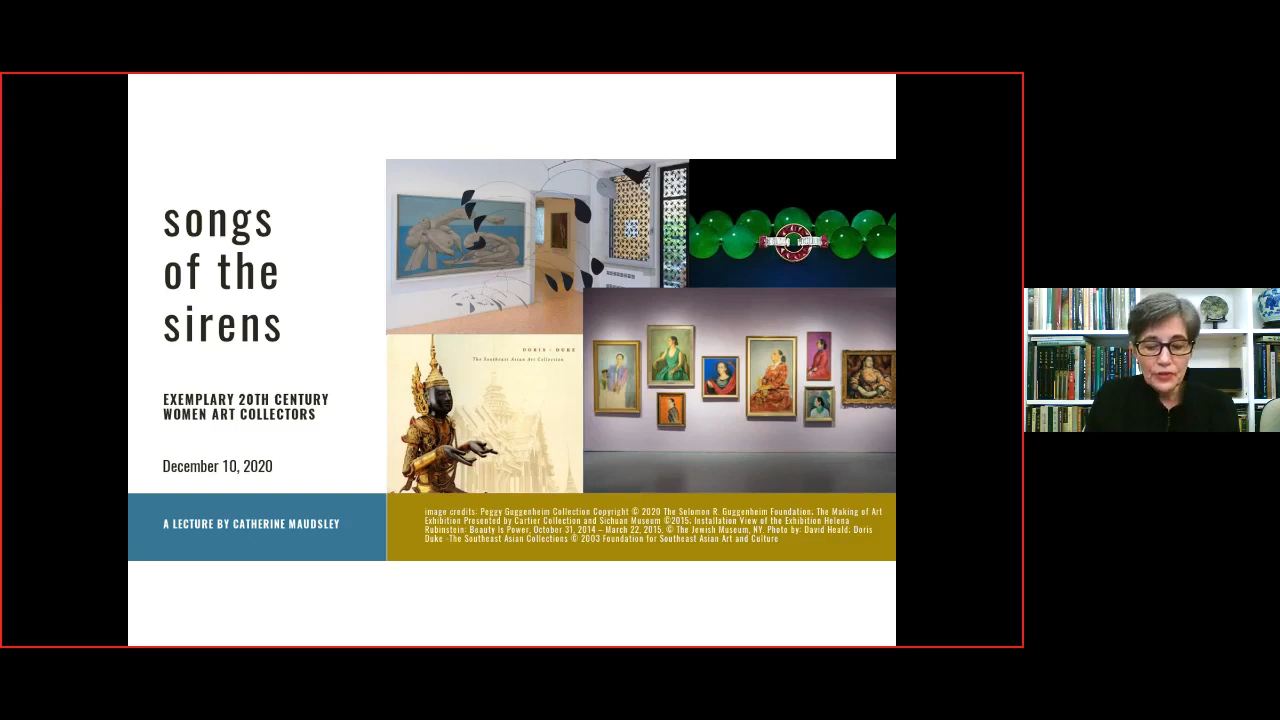 songs
of the
sirens
EXEMPLARY 20TH CENTURY
WOMEN ART COLLECTORS
December 10, 2020
A LECTURE BY CATHERINE MAUDSLEY
DORIS · DUKE
The Southeast Asian Art Collection
image credits: Peggy Guggenheim Collection Copyright © 2020 The Solomon R. Guggenheim Foundation. The Making of Art
Exhibition Presented by Cartier Collection and Sichuan Museum ©2015. Installation View of the Exhibition Helena
Rubinstein: Beauty Is Power, October 31, 2014 – March 22, 2015. © The Jewish Museum, NY. Photo by: David Heald. Doris
Duke -The Southeast Asian Collections © 2003 Foundation for Southeast Asian Art and Culture